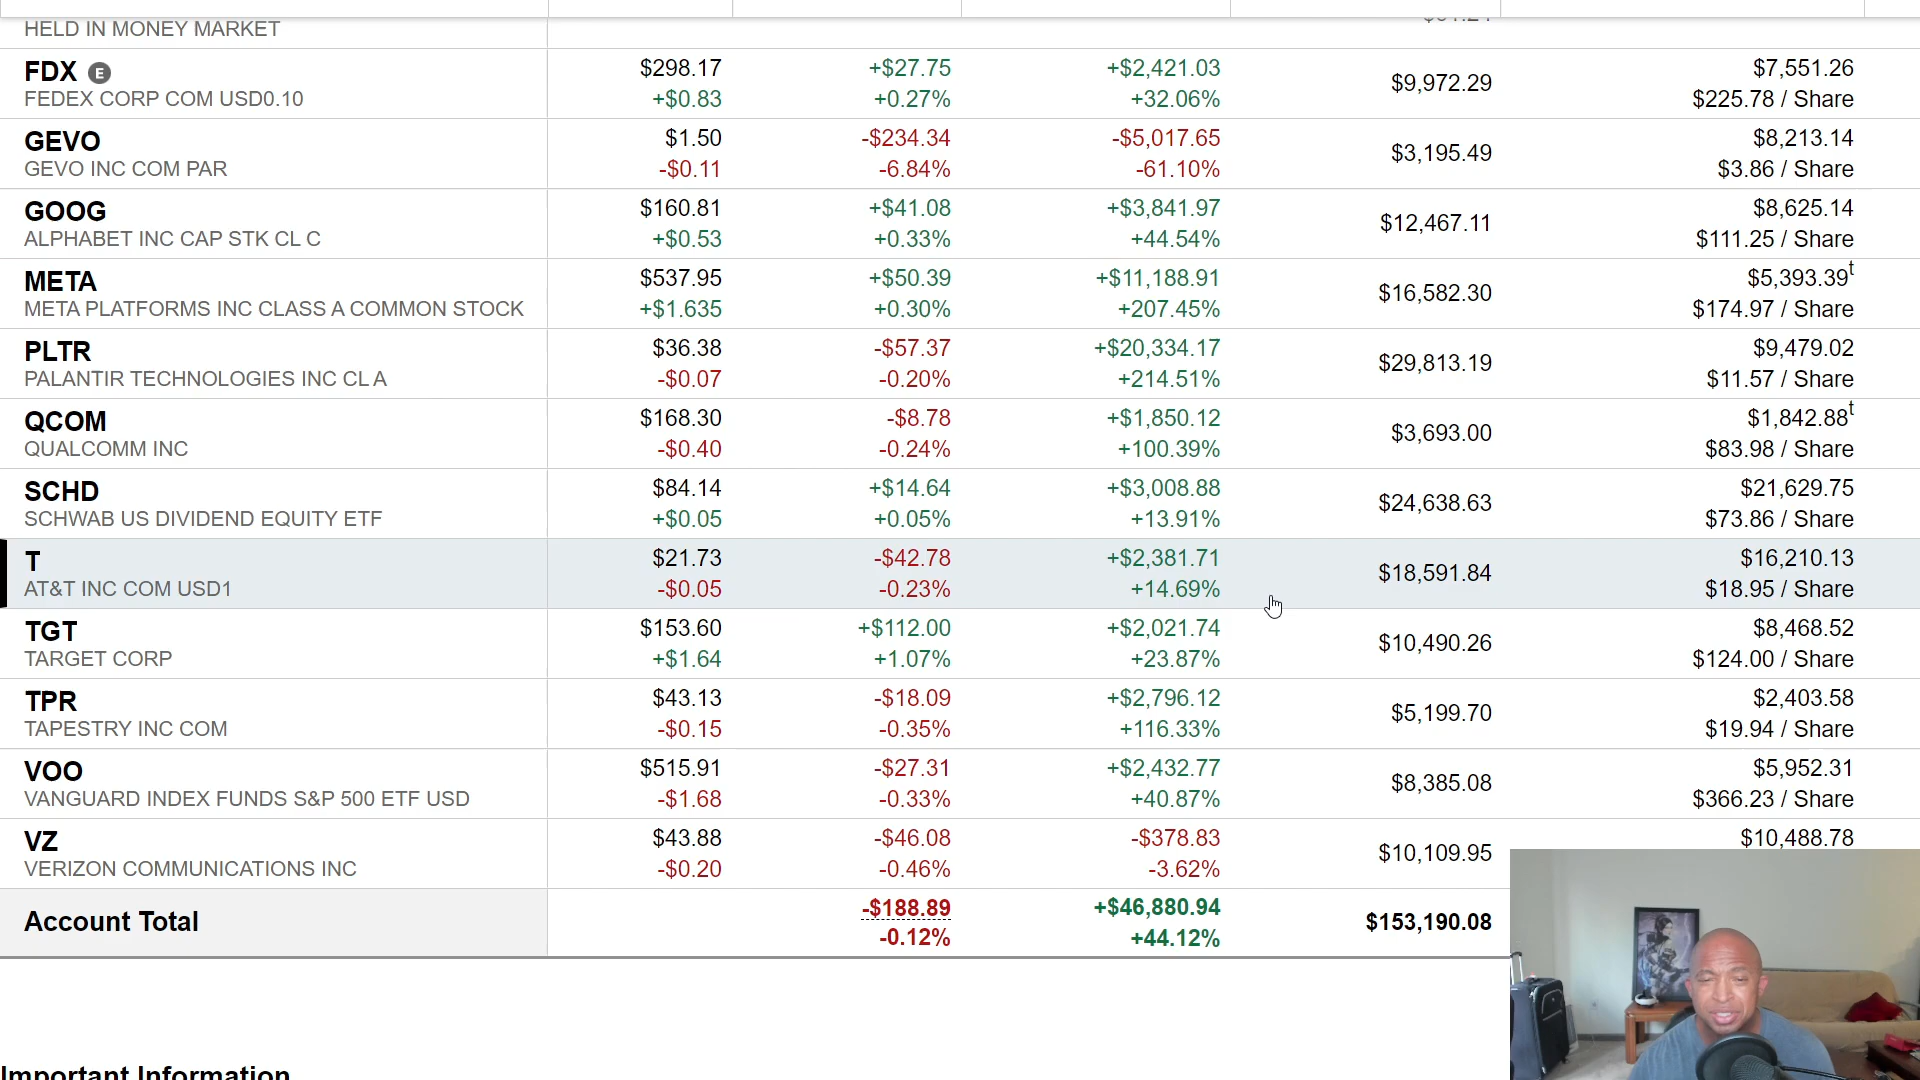 HELD IN MONEY MARKET
FDX E $298.17 +$27.75 +$2,421.03 $9,972.29 $7,551.26
FEDEX CORP COM USD0.10 +$0.83 +0.27% +32.06% $225.78 / Share
GEVO $1.50 -$234.34 -$5,017.65 $3,195.49 $8,213.14
GEVO INC COM PAR -$0.11 -6.84% -61.10% $3.86 / Share
GOOG $160.81 +$41.08 +$3,841.97 $12,467.11 $8,625.14
ALPHABET INC CAP STK CL C +$0.53 +0.33% +44.54% $111.25 / Share
META $537.95 +$50.39 +$11,188.91 $16,582.30 $5,393.39t
META PLATFORMS INC CLASS A COMMON STOCK +$1.635 +0.30% +207.45% $174.97 / Share
PLTR $36.38 -$57.37 +$20,334.17 $29,813.19 $9,479.02
PALANTIR TECHNOLOGIES INC CL A -$0.07 -0.20% +214.51% $11.57 / Share
QCOM $168.30 -$8.78 +$1,850.12 $3,693.00 $1,842.88t
QUALCOMM INC -$0.40 -0.24% +100.39% $83.98 / Share
SCHD $84.14 +$14.64 +$3,008.88 $24,638.63 $21,629.75
SCHWAB US DIVIDEND EQUITY ETF +$0.05 +0.05% +13.91% $73.86 / Share
T $21.73 -$42.78 +$2,381.71 $18,591.84 $16,210.13
AT&T INC COM USD1 -$0.05 -0.23% +14.69% $18.95 / Share
TGT $153.60 +$112.00 +$2,021.74 $10,490.26 $8,468.52
TARGET CORP +$1.64 +1.07% +23.87% $124.00 / Share
TPR $43.13 -$18.09 +$2,796.12 $5,199.70 $2,403.58
TAPESTRY INC COM -$0.15 -0.35% +116.33% $19.94 / Share
VOO $515.91 -$27.31 +$2,432.77 $8,385.08 $5,952.31
VANGUARD INDEX FUNDS S&P 500 ETF USD -$1.68 -0.33% +40.87% $366.23 / Share
VZ $43.88 -$46.08 -$378.83 $10,109.95 $10,488.78
VERIZON COMMUNICATIONS INC -$0.20 -0.46% -3.62%
Account Total -$188.89 +$46,880.94 $153,190.08
-0.12% +44.12%
Important Information